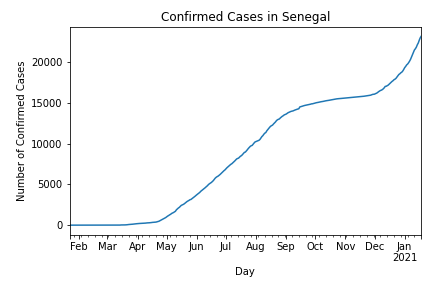 Confirmed Cases in Senegal
Number of Confirmed Cases
20000
15000
10000
5000
0
Feb Mar Apr May Jun Jul Aug Sep Oct Nov Dec Jan
2021
Day